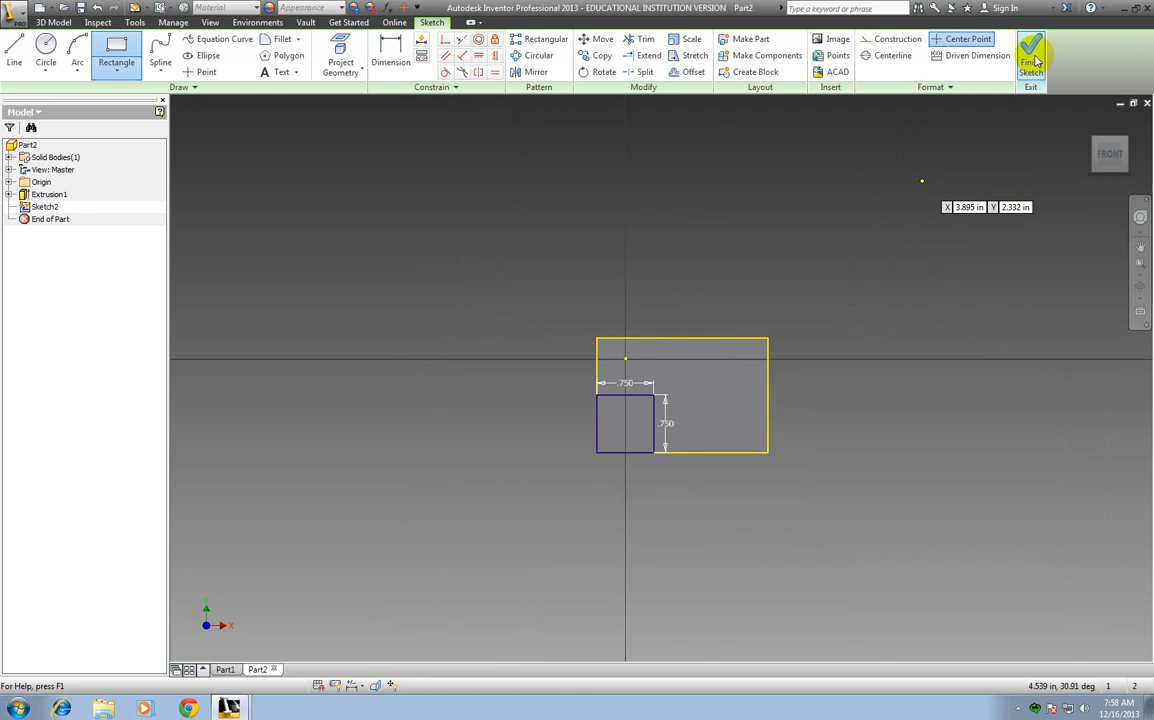 PRO
Material
Appearance
Autodesk Inventor Professional 2013 - EDUCATIONAL INSTITUTION VERSION Part2
Type a keyword or phrase
Sign In
3D Model Inspect Tools Manage View Environments Vault Get Started Online Sketch
Line
Circle
Arc
Rectangle
Spline
Equation Curve
Ellipse
Point
Fillet
Polygon
Text
Project
Geometry
Dimension
Rectangular
Circular
Mirror
Move
Copy
Rotate
Trim
Extend
Split
Scale
Stretch
Offset
Make Part
Make Components
Create Block
Image
Points
ACAD
Construction
Centerline
Center Point
Driven Dimension
Sketch
Draw
Constrain
Pattern
Modify
Layout
Insert
Format
Exit
Model
Part2
Solid Bodies(1)
View: Master
Origin
Extrusion1
Sketch2
End of Part
FRONT
X 3.895 in Y 2.332 in
.750
.750
X
Part1 Part2
For Help, press F1
4.539 in, 30.91 deg 1 2
7:58 AM
12/16/2013